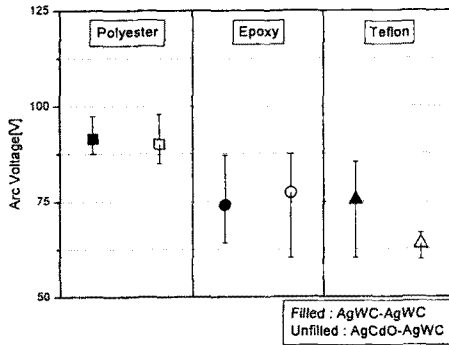 125
100
75
50
Arc Voltage[V]
Polyester
Epoxy
Teflon
Filled : AgWC-AgWC
Unfilled : AgCdO-AgWC